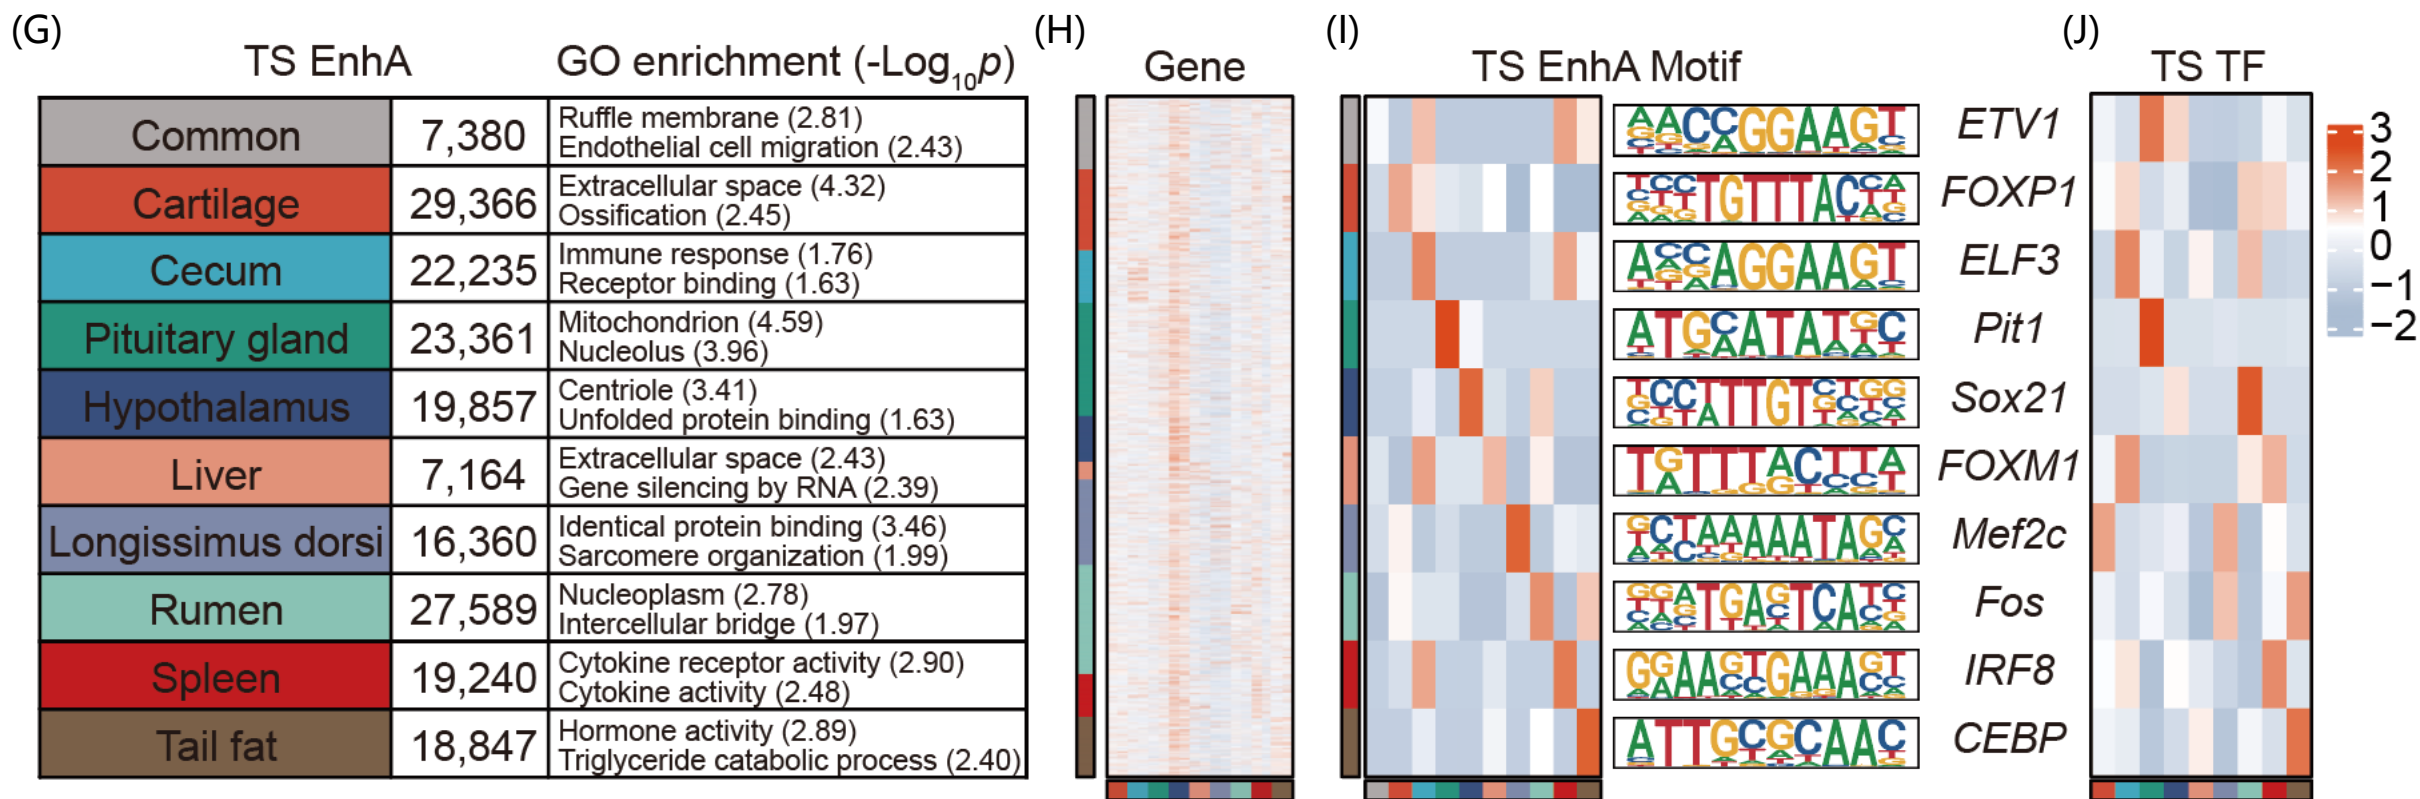 (G)
TS EnhA
GO enrichment (-Log10p)
Common
7,380
Ruffle membrane (2.81)
Endothelial cell migration (2.43)
Cartilage
29,366
Extracellular space (4.32)
Ossification (2.45)
Cecum
22,235
Immune response (1.76)
Receptor binding (1.63)
Pituitary gland
23,361
Mitochondrion (4.59)
Nucleolus (3.96)
Hypothalamus
19,857
Centriole (3.41)
Unfolded protein binding (1.63)
Liver
7,164
Extracellular space (2.43)
Gene silencing by RNA (2.39)
Longissimus dorsi
16,360
Identical protein binding (3.46)
Sarcomere organization (1.99)
Rumen
27,589
Nucleoplasm (2.78)
Intercellular bridge (1.97)
Spleen
19,240
Cytokine receptor activity (2.90)
Cytokine activity (2.48)
Tail fat
18,847
Hormone activity (2.89)
Triglyceride catabolic process (2.40)
(H)
Gene
(I)
TS EnhA Motif
ETV1
FOXP1
ELF3
Pit1
Sox21
FOXM1
Mef2c
Fos
IRF8
CEBP
(J)
TS TF
3
2
1
0
−1
−2